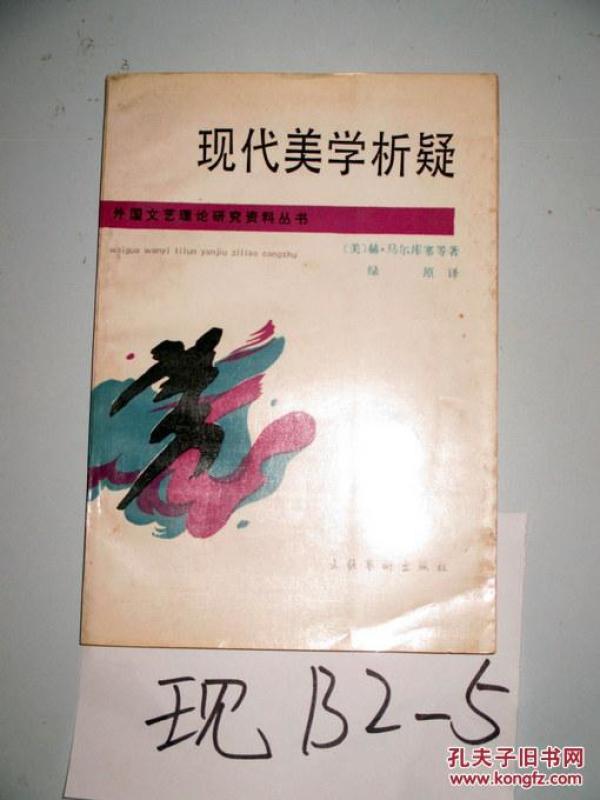 现代美学析疑
外国文艺理论研究资料丛书
waiguo wenyi lilun yanjiu ziliao congshu
〔美〕赫·马尔库塞等著
绿 原 译
美
文化艺术出版社
现 B2-5
孔夫子旧书网
www.kongfz.com